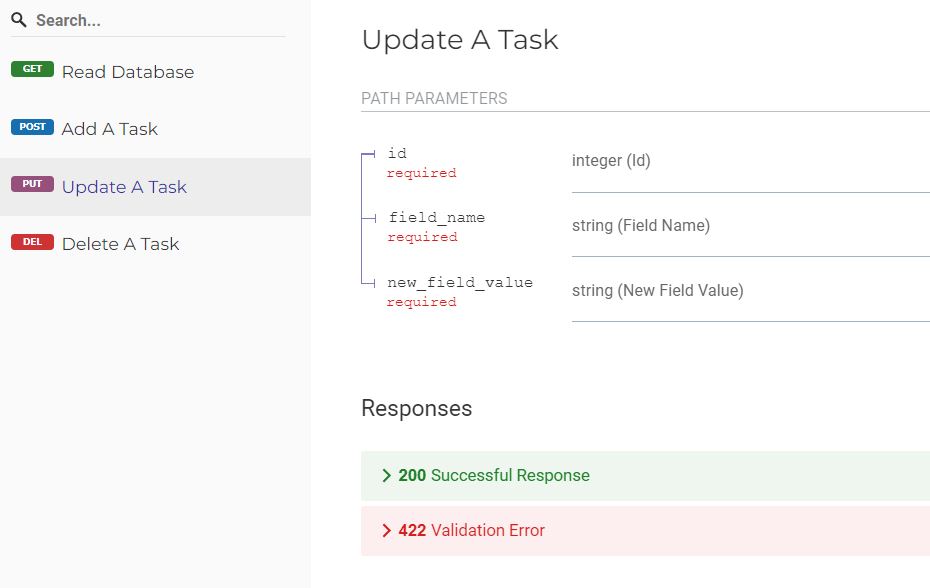 Search...
GET Read Database
POST Add A Task
PUT Update A Task
DEL Delete A Task
Update A Task
PATH PARAMETERS
id
required
integer (Id)
field_name
required
string (Field Name)
new_field_value
required
string (New Field Value)
Responses
200 Successful Response
422 Validation Error